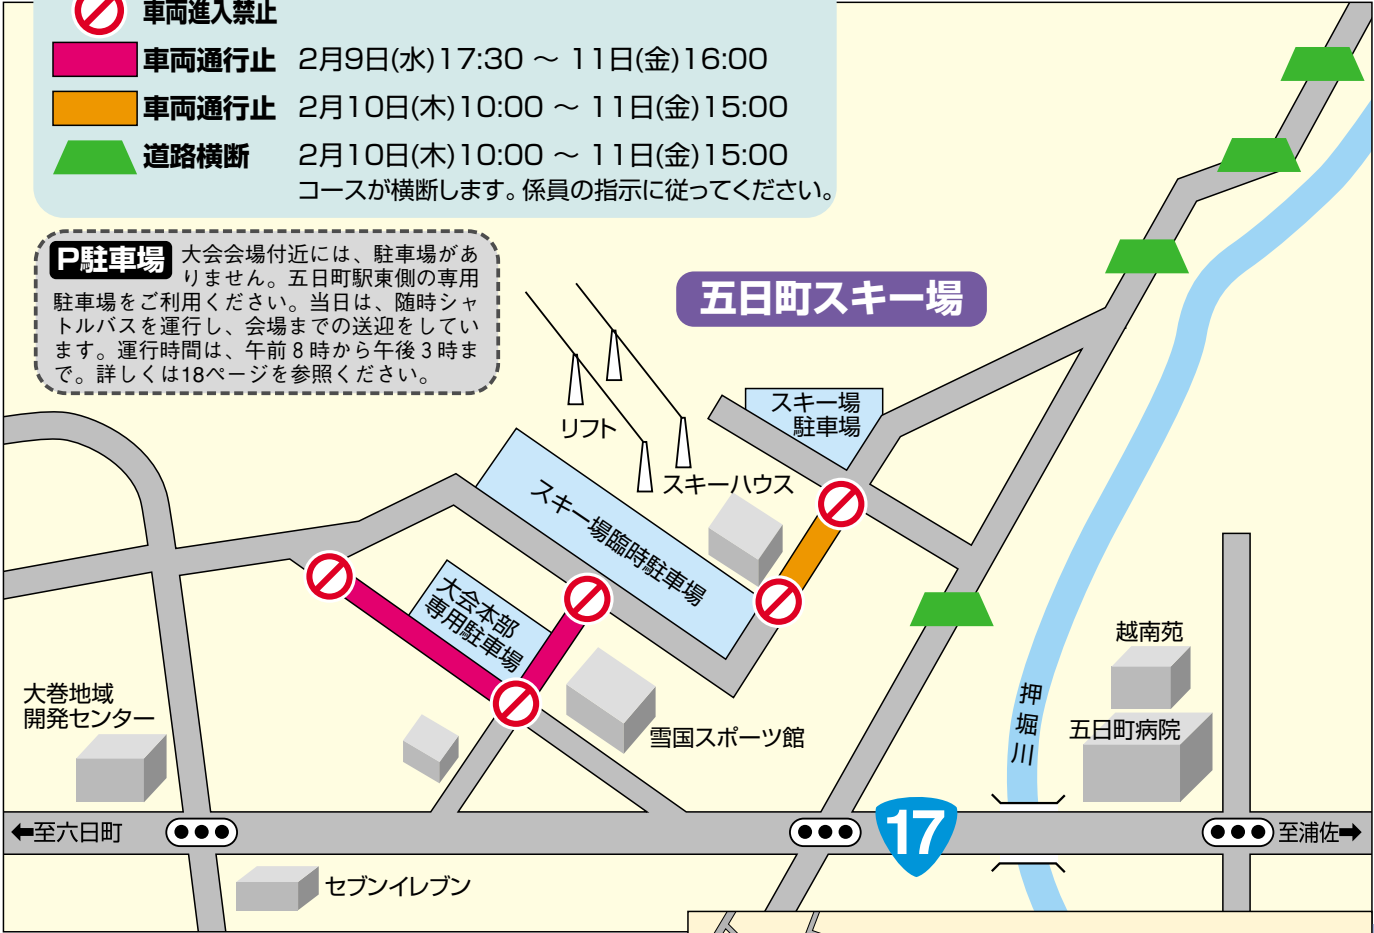 車両進入禁止
車両通行止 2月9日(水)17:30 ～ 11日(金)16:00
車両通行止 2月10日(木)10:00 ～ 11日(金)15:00
道路横断 2月10日(木)10:00 ～ 11日(金)15:00
コースが横断します。係員の指示に従ってください。
P駐車場 大会会場付近には、駐車場があ
りません。五日町駅東側の専用
駐車場をご利用ください。当日は、随時シャ
トルバスを運行し、会場までの送迎をしてい
ます。運行時間は、午前8時から午後3時ま
で。詳しくは18ページを参照ください。
五日町スキー場
スキー場
駐車場
リフト
スキーハウス
スキー場臨時駐車場
大会本部
専用駐車場
越南苑
大巻地域
開発センター
押堀川
五日町病院
雪国スポーツ館
←至六日町
17
至浦佐→
セブンイレブン